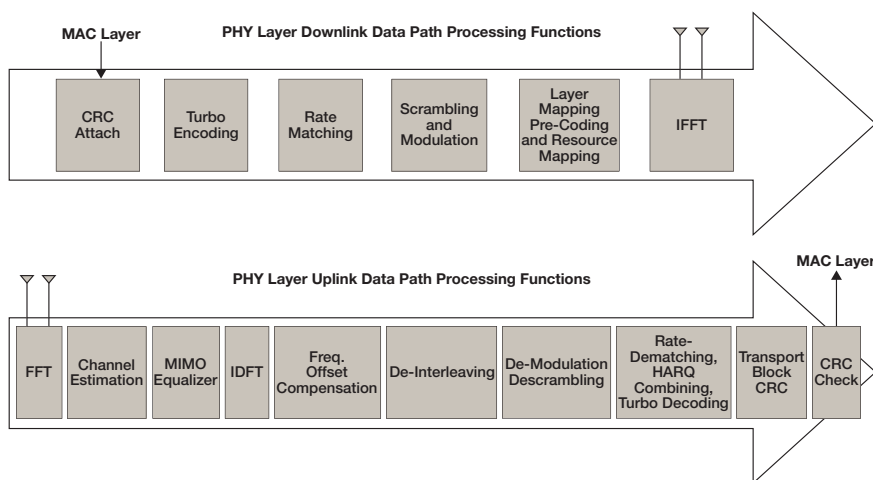 MAC Layer
PHY Layer Downlink Data Path Processing Functions
CRC
Attach
Turbo
Encoding
Rate
Matching
Scrambling
and
Modulation
Layer
Mapping
Pre-Coding
and Resource
Mapping
IFFT
MAC Layer
PHY Layer Uplink Data Path Processing Functions
FFT
Channel
Estimation
MIMO
Equalizer
IDFT
Freq.
Offset
Compensation
De-Interleaving
De-Modulation
Descrambling
Rate-
Dematching,
HARQ
Combining,
Turbo Decoding
Transport
Block
CRC
CRC
Check